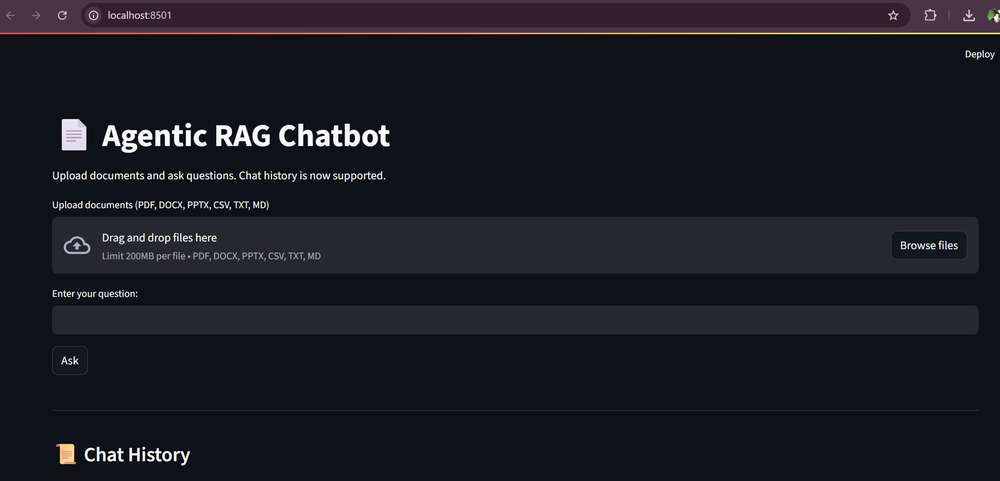 localhost:8501
Deploy
Agentic RAG Chatbot
Upload documents and ask questions. Chat history is now supported.
Upload documents (PDF, DOCX, PPTX, CSV, TXT, MD)
Drag and drop files here
Limit 200MB per file • PDF, DOCX, PPTX, CSV, TXT, MD
Browse files
Enter your question:
Ask
Chat History